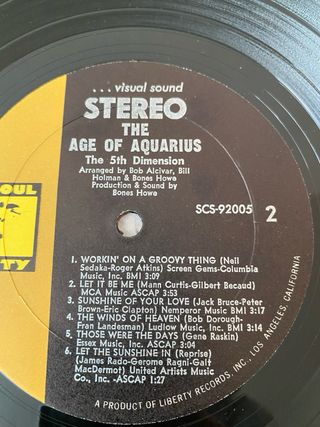 ... visual sound
STEREO
THE
AGE OF AQUARIUS
The 5th Dimension
Arranged by Bob Alcivar, Bill
Holman & Bones Howe
Production & Sound by
Bones Howe
SCS-92005 2
1. WORKIN' ON A GROOVY THING (Neil
Sedaka-Roger Atkins) Screen Gems-Columbia
Music, Inc. BMI 3:09
2. LET IT BE ME (Mann Curtis-Gilbert Becaud)
MCA Music ASCAP 3:53
3. SUNSHINE OF YOUR LOVE (Jack Bruce-Peter
Brown-Eric Clapton) Nemperor Music BMI 3:17
4. THE WINDS OF HEAVEN (Bob Dorough-
Fran Landesman) Ludlow Music, Inc. BMI 3:14
5. THOSE WERE THE DAYS (Gene Raskin)
Essex Music, Inc. ASCAP 3:04
6. LET THE SUNSHINE IN (Reprise)
(James Rado-Gerome Ragni-Galt
MacDermot) United Artists Music
Co., Inc. -ASCAP 1:27
A PRODUCT OF LIBERTY RECORDS, INC., LOS ANGELES, CALIFORNIA
SOUL